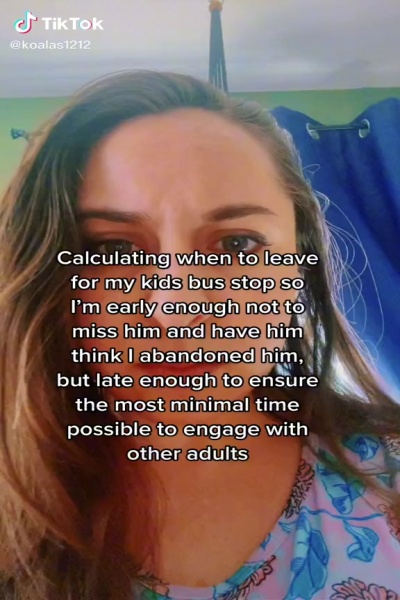 TikTok
@koalas1212
Calculating when to leave
for my kids bus stop so
I'm early enough not to
miss him and have him
think I abandoned him,
but late enough to ensure
the most minimal time
possible to engage with
other adults